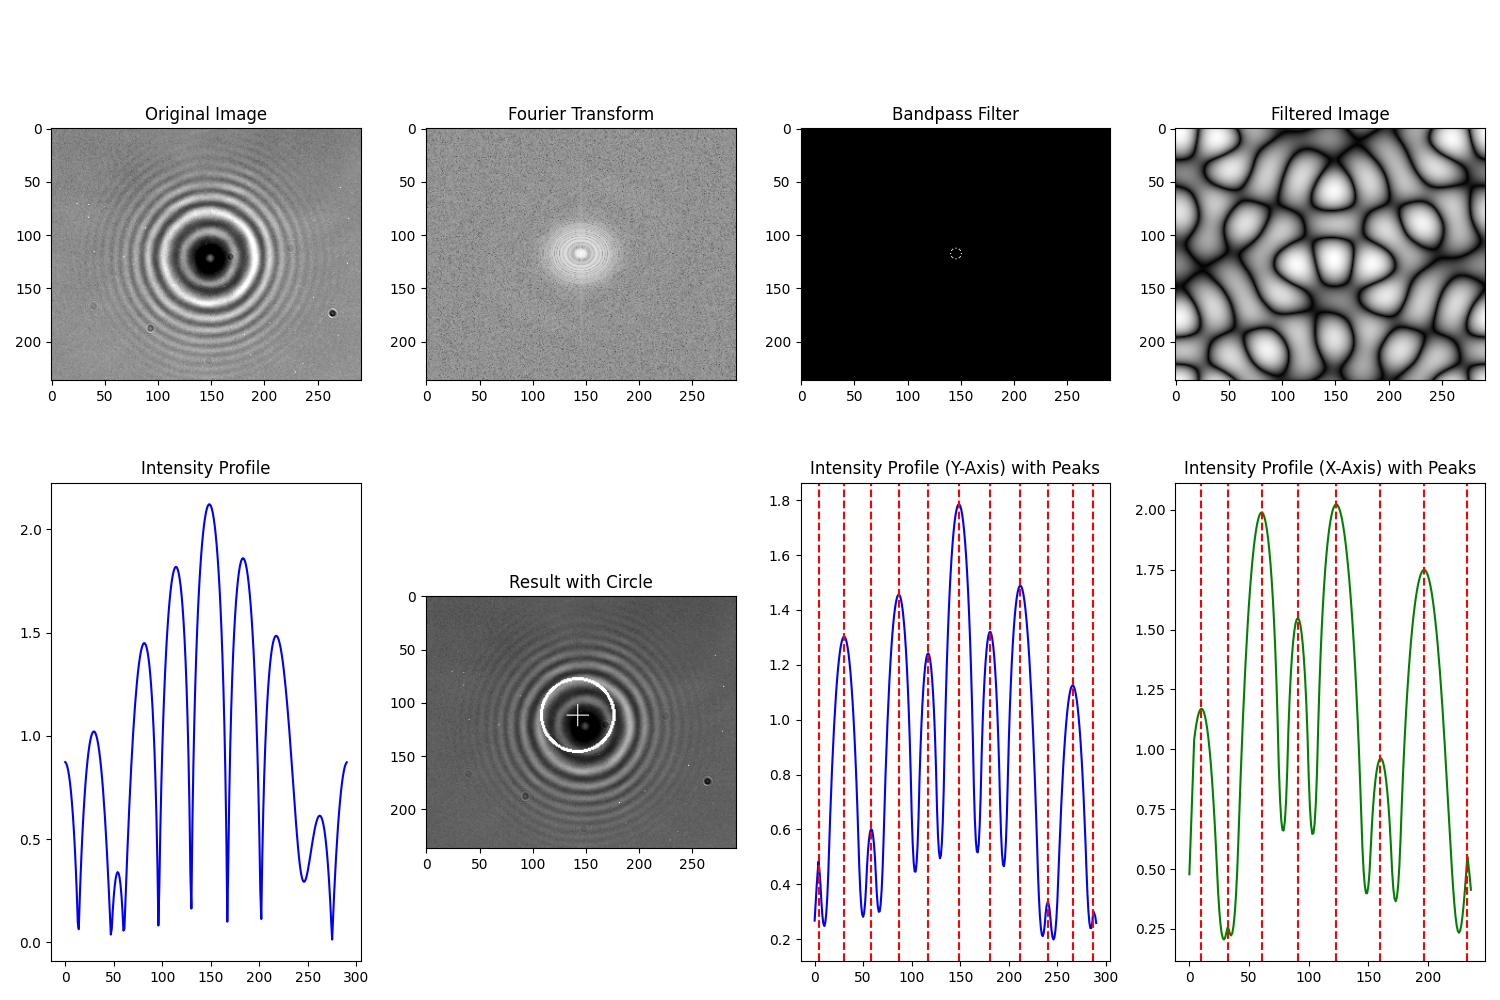 Original Image
Fourier Transform
Bandpass Filter
Filtered Image
0
50
100
150
200
0 50 100 150 200 250
0
50
100
150
200
0 50 100 150 200 250
0
50
100
150
200
0 50 100 150 200 250
0
50
100
150
200
0 50 100 150 200 250
Intensity Profile
2.0
1.5
1.0
0.5
0.0
0 50 100 150 200 250 300
Result with Circle
0
50
100
150
200
0 50 100 150 200 250
Intensity Profile (Y-Axis) with Peaks
1.8
1.6
1.4
1.2
1.0
0.8
0.6
0.4
0.2
0 50 100 150 200 250 300
Intensity Profile (X-Axis) with Peaks
2.00
1.75
1.50
1.25
1.00
0.75
0.50
0.25
0 50 100 150 200